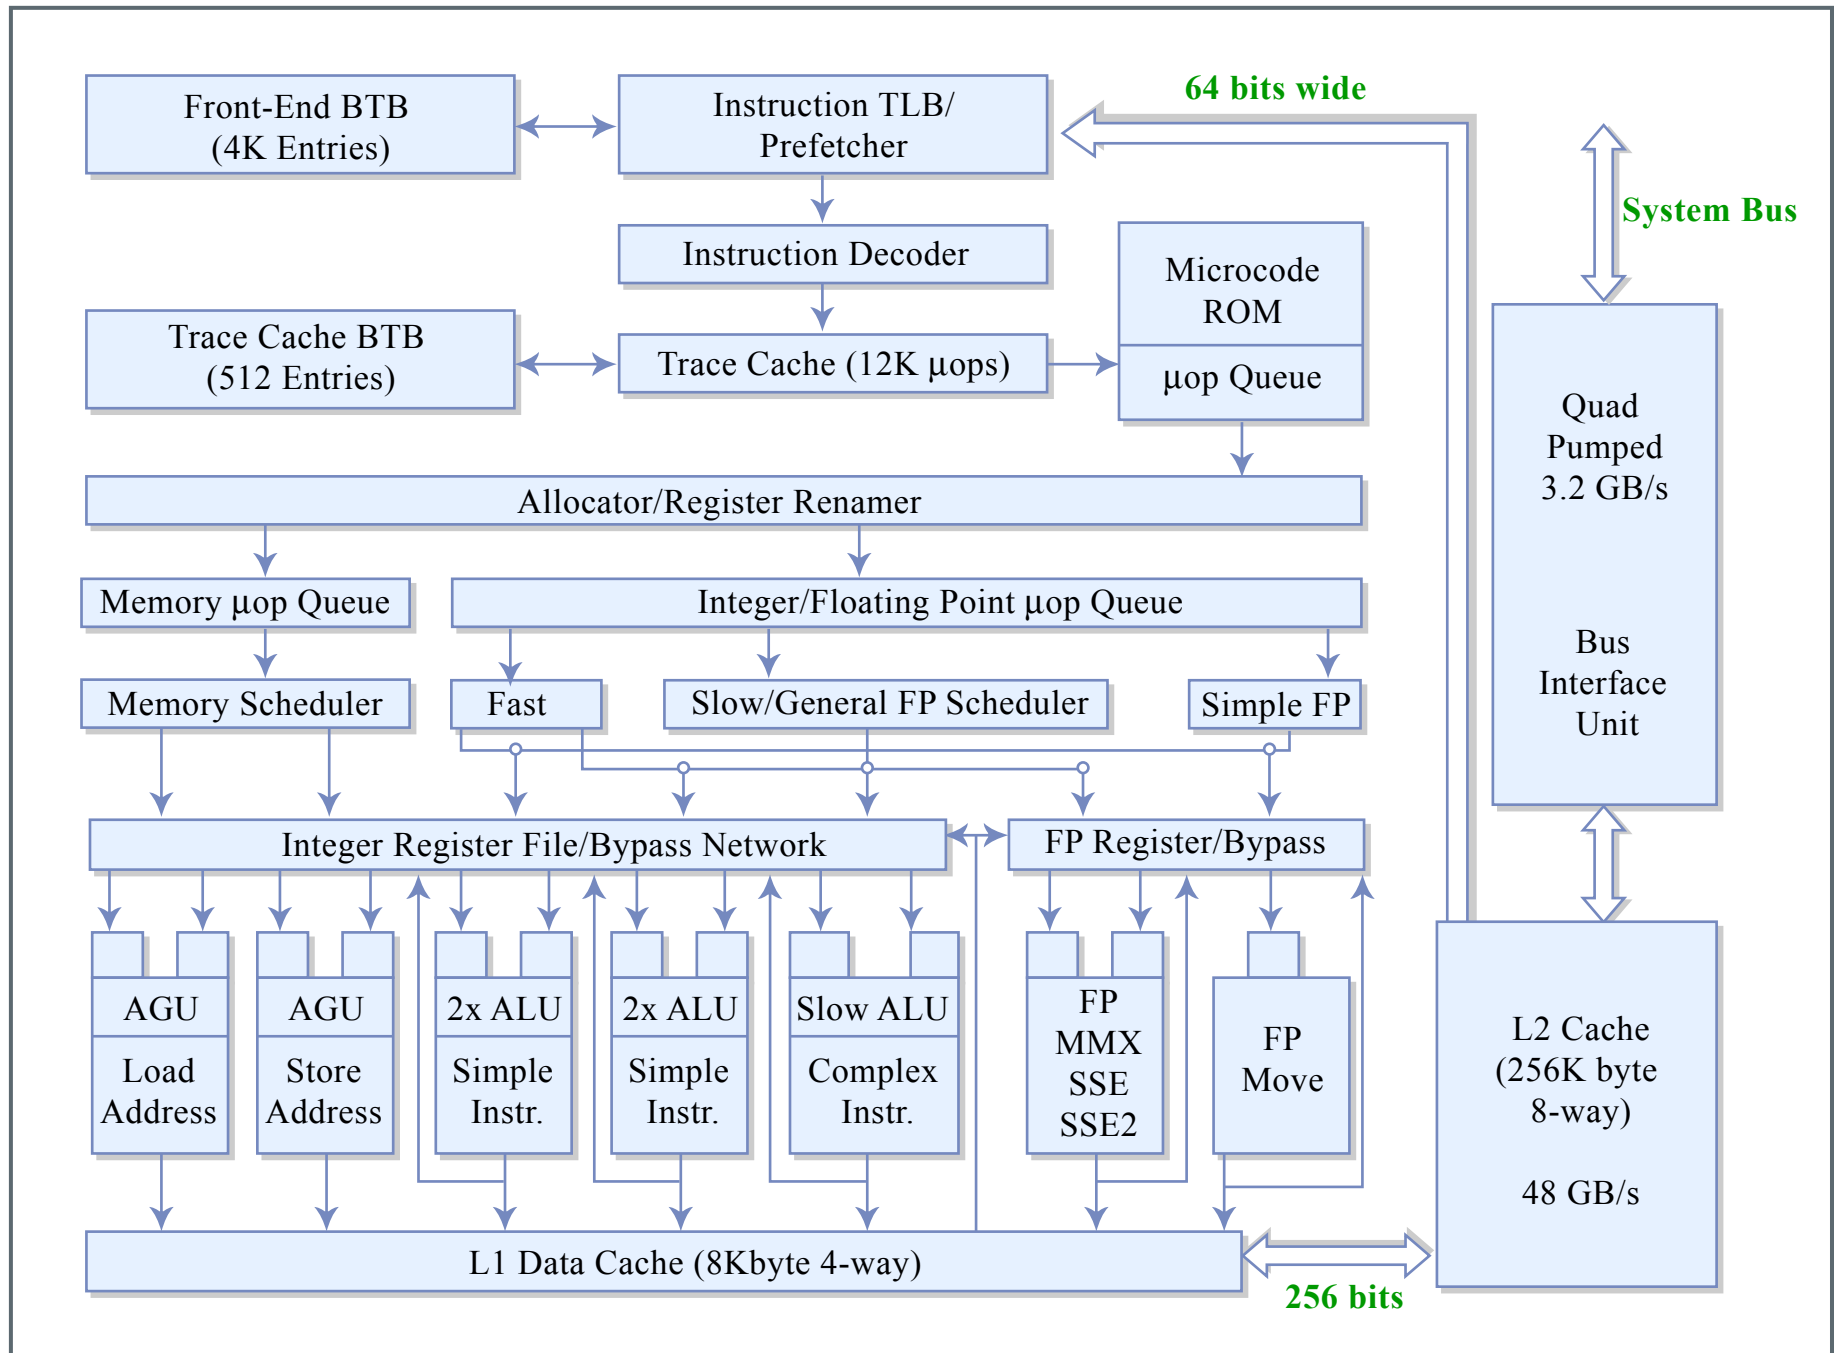 Front-End BTB
(4K Entries)
Instruction TLB/
Prefetcher
64 bits wide
System Bus
Instruction Decoder
Microcode
ROM
Trace Cache BTB
(512 Entries)
Trace Cache (12K μops)
μop Queue
Quad
Pumped
3.2 GB/s
Bus
Interface
Unit
Allocator/Register Renamer
Memory μop Queue
Integer/Floating Point μop Queue
Memory Scheduler
Fast
Slow/General FP Scheduler
Simple FP
Integer Register File/Bypass Network
FP Register/Bypass
AGU
Load
Address
AGU
Store
Address
2x ALU
Simple
Instr.
2x ALU
Simple
Instr.
Slow ALU
Complex
Instr.
FP
MMX
SSE
SSE2
FP
Move
L2 Cache
(256K byte
8-way)
48 GB/s
L1 Data Cache (8Kbyte 4-way)
256 bits